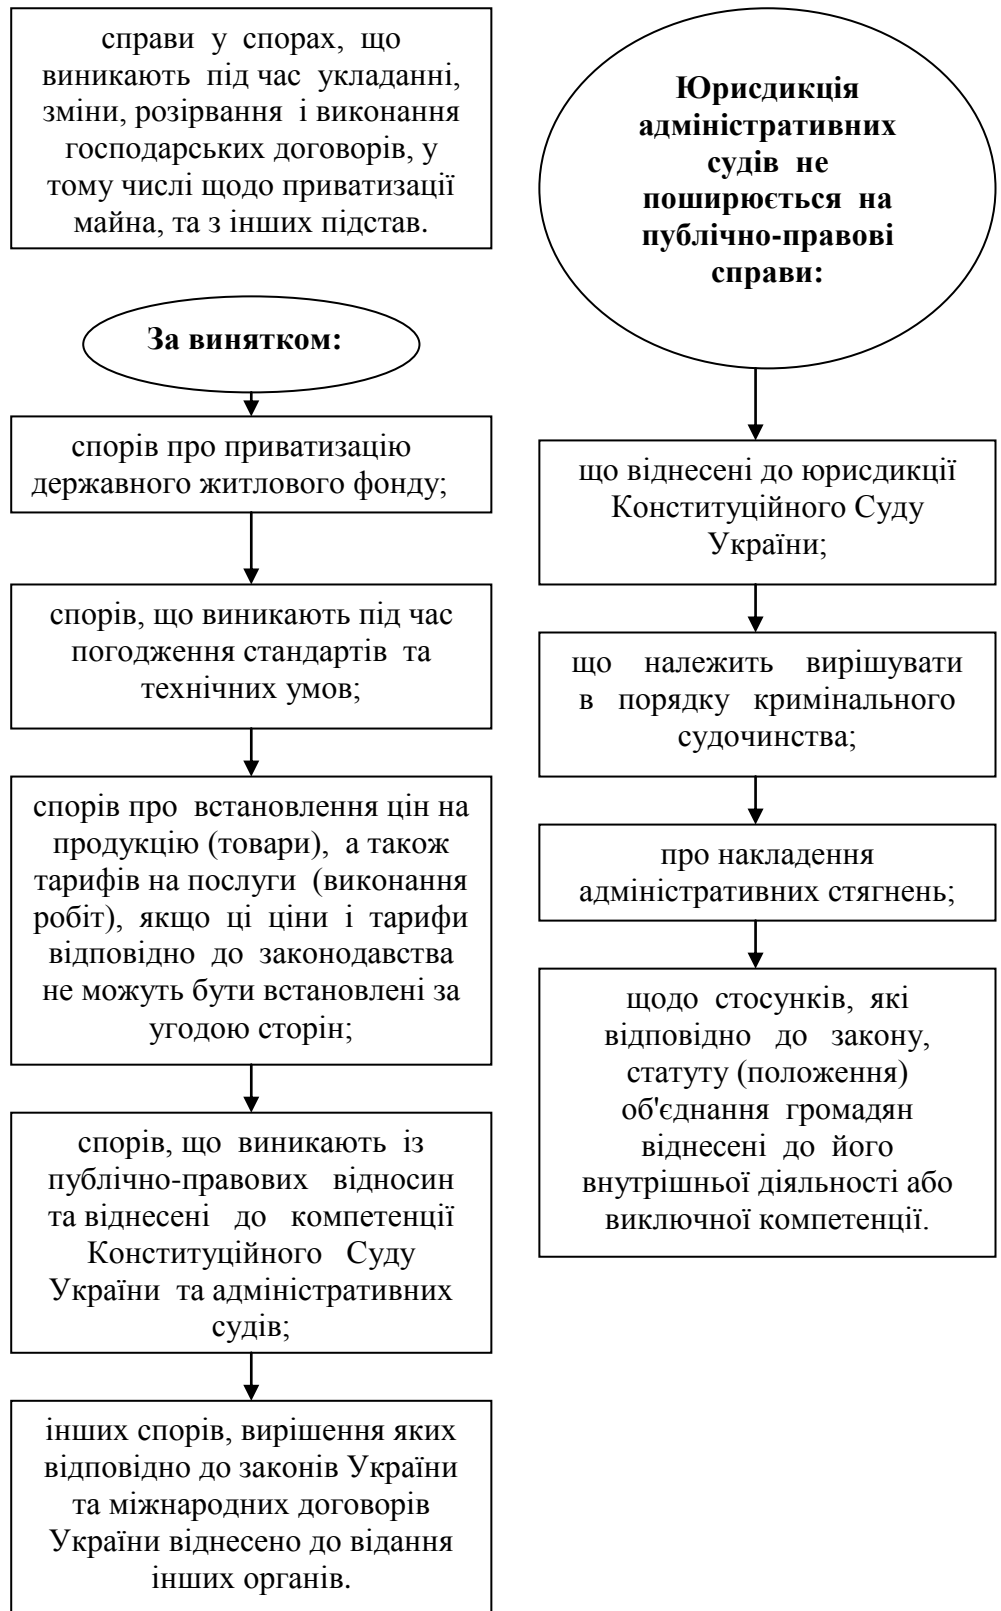 справи у спорах, що
виникають під час укладанні,
зміни, розірвання і виконання
господарських договорів, у
тому числі щодо приватизації
майна, та з інших підстав.
За винятком:
спорів про приватизацію
державного житлового фонду;
спорів, що виникають під час
погодження стандартів та
технічних умов;
спорів про встановлення цін на
продукцію (товари), а також
тарифів на послуги (виконання
робіт), якщо ці ціни і тарифи
відповідно до законодавства
не можуть бути встановлені за
угодою сторін;
спорів, що виникають із
публічно-правових відносин
та віднесені до компетенції
Конституційного Суду
України та адміністративних
судів;
інших спорів, вирішення яких
відповідно до законів України
та міжнародних договорів
України віднесено до відання
інших органів.
Юрисдикція
адміністративних
судів не
поширюється на
публічно-правові
справи:
що віднесені до юрисдикції
Конституційного Суду
України;
що належить вирішувати
в порядку кримінального
судочинства;
про накладення
адміністративних стягнень;
щодо стосунків, які
відповідно до закону,
статуту (положення)
об'єднання громадян
віднесені до його
внутрішньої діяльності або
виключної компетенції.